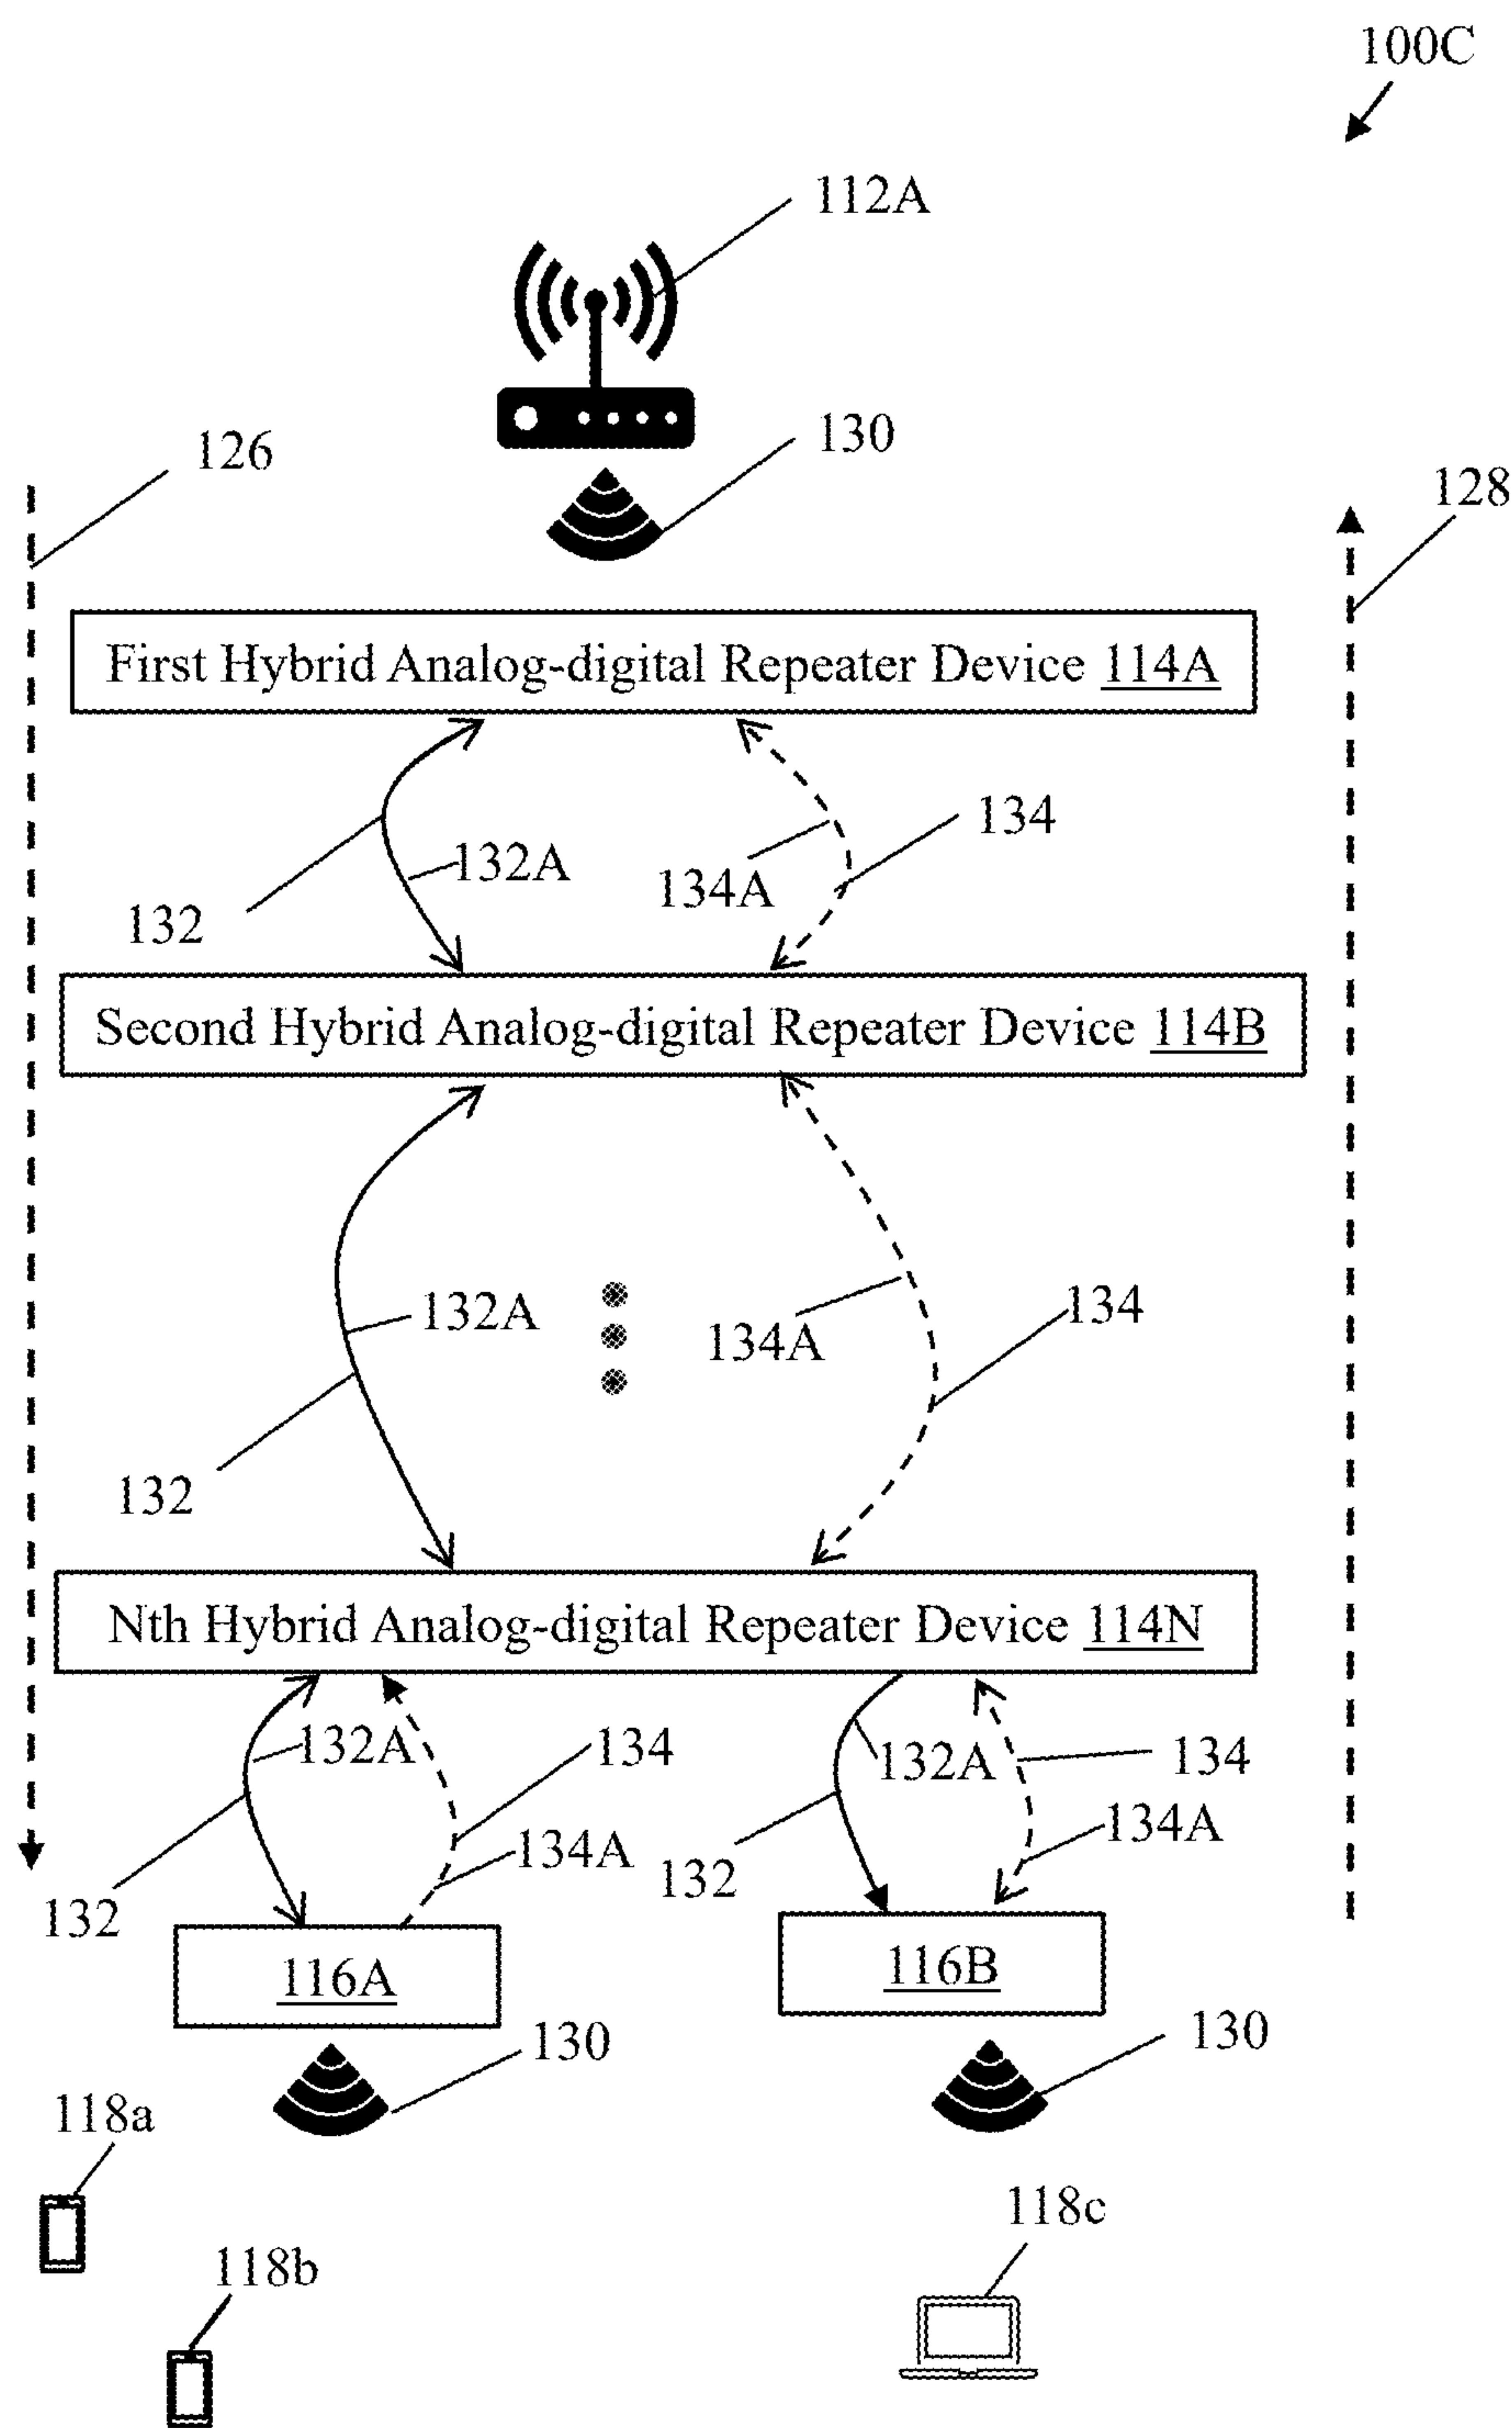 100C
112A
130
126
128
First Hybrid Analog-digital Repeater Device 114A
134
132A
134A
132
Second Hybrid Analog-digital Repeater Device 114B
132A
134
134A
132
Nth Hybrid Analog-digital Repeater Device 114N
132A
134
132A
134
134A
134A
132
132
116A
116B
130
130
118a
118c
118b